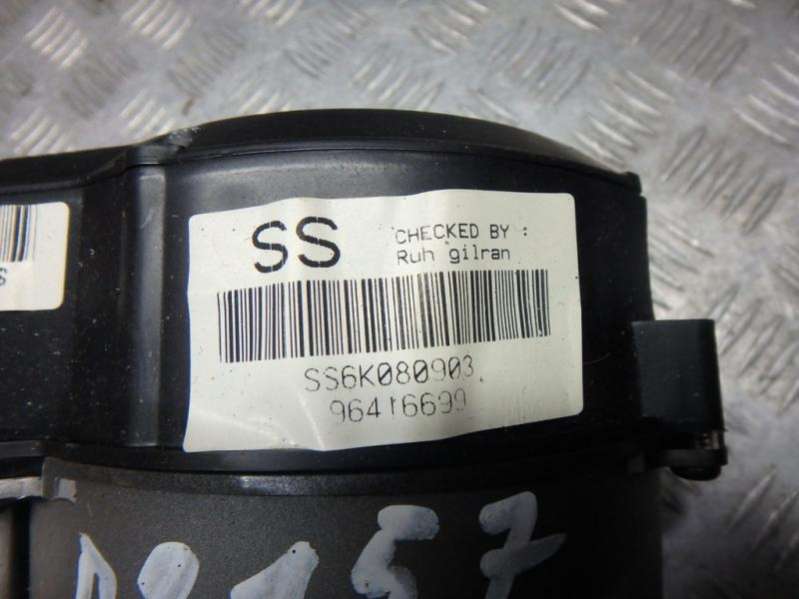 SS CHECKED BY :
Ruh gilran
SS6K080903
96416699
S